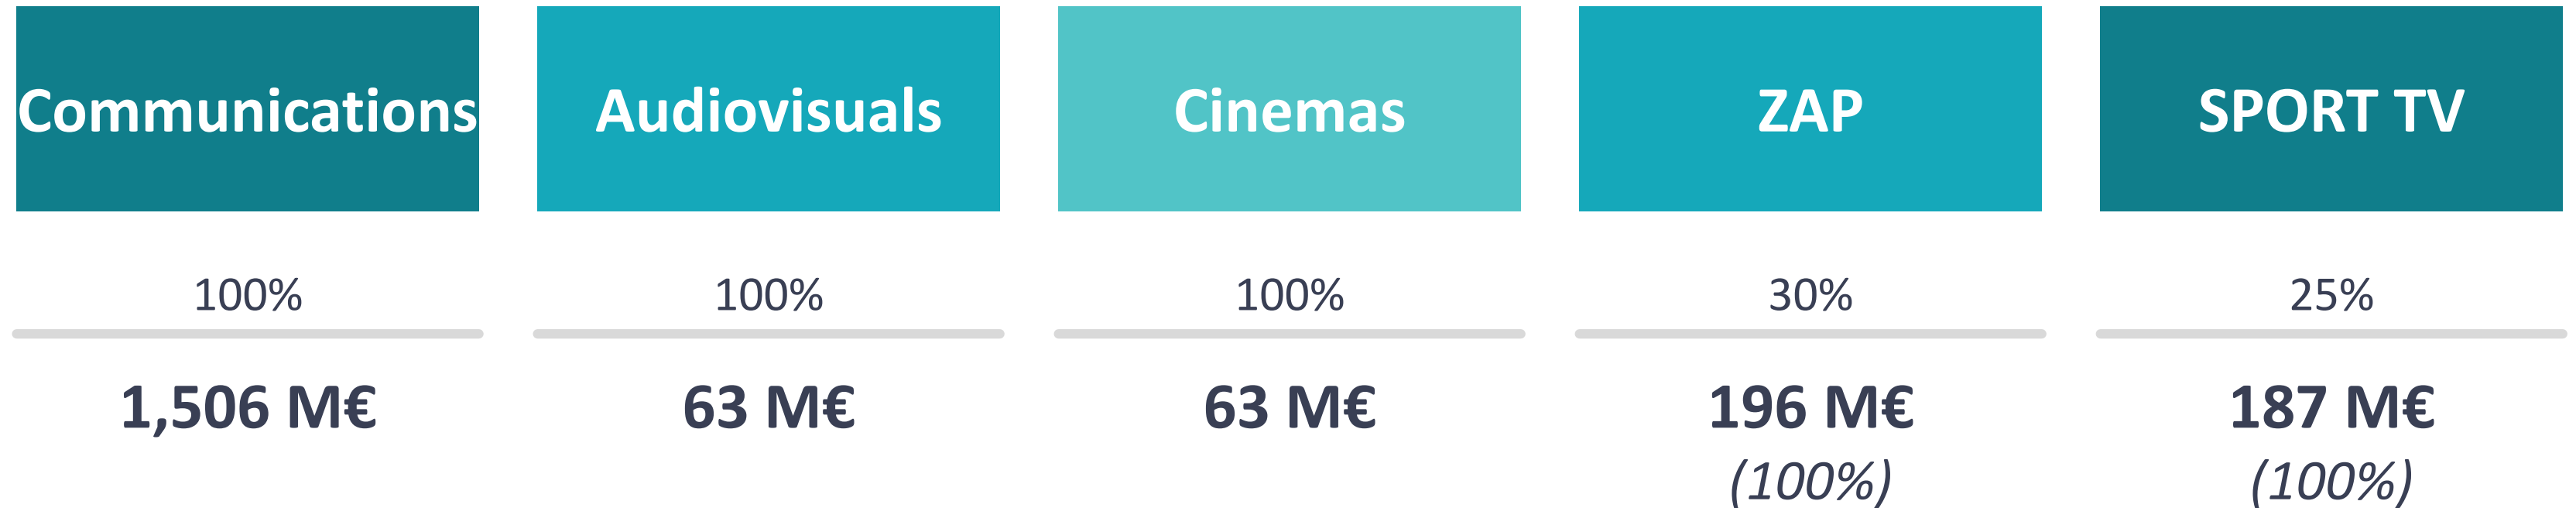 Communications
Audiovisuals
Cinemas
ZAP
SPORT TV
100%
100%
100%
30%
25%
1,506 M€
63 M€
63 M€
196 M€
187 M€
(100%)
(100%)